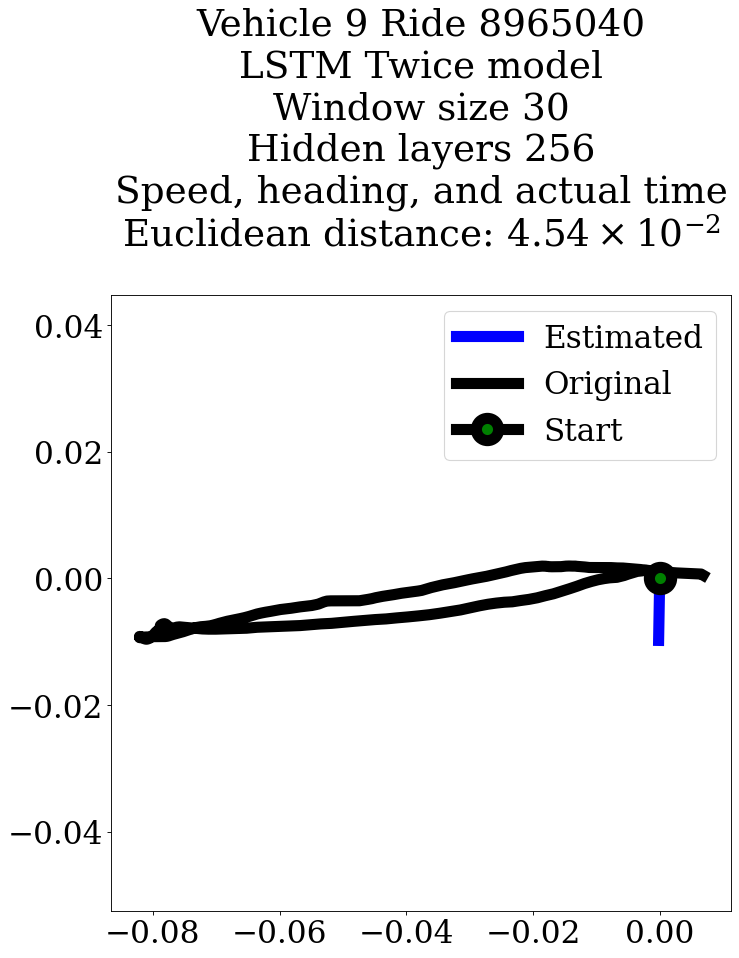 Vehicle 9 Ride 8965040
LSTM Twice model
Window size 30
Hidden layers 256
Speed, heading, and actual time
Euclidean distance: 4.54 × 10⁻²
Estimated
Original
Start
0.04
0.02
0.00
−0.02
−0.04
−0.08 −0.06 −0.04 −0.02 0.00